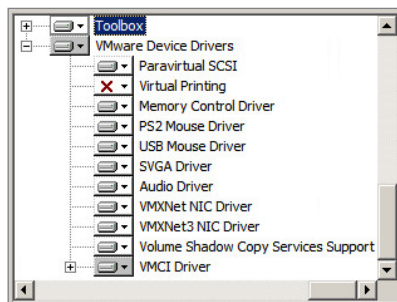 Toolbox
VMware Device Drivers
Paravirtual SCSI
Virtual Printing
Memory Control Driver
PS2 Mouse Driver
USB Mouse Driver
SVGA Driver
Audio Driver
VMXNet NIC Driver
VMXNet3 NIC Driver
Volume Shadow Copy Services Support
VMCI Driver